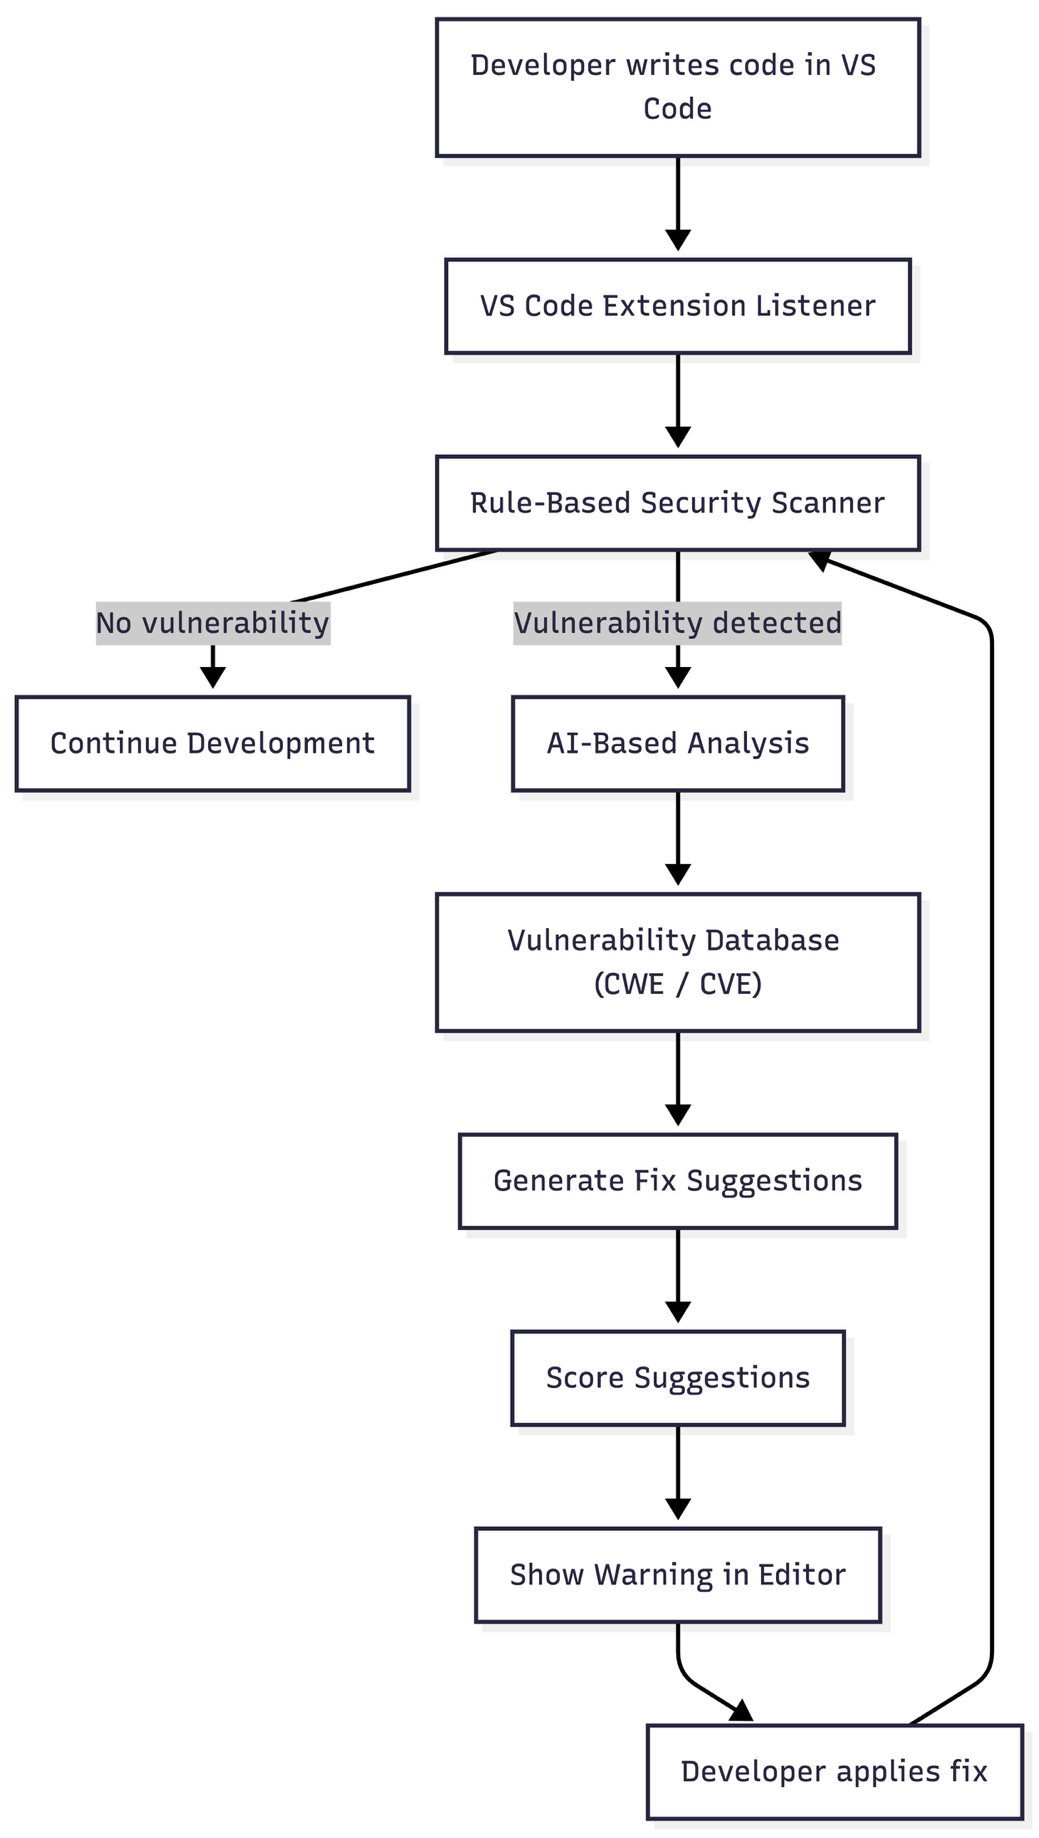 Developer writes code in VS
Code
VS Code Extension Listener
Rule-Based Security Scanner
No vulnerability
Vulnerability detected
Continue Development
AI-Based Analysis
Vulnerability Database
(CWE / CVE)
Generate Fix Suggestions
Score Suggestions
Show Warning in Editor
Developer applies fix